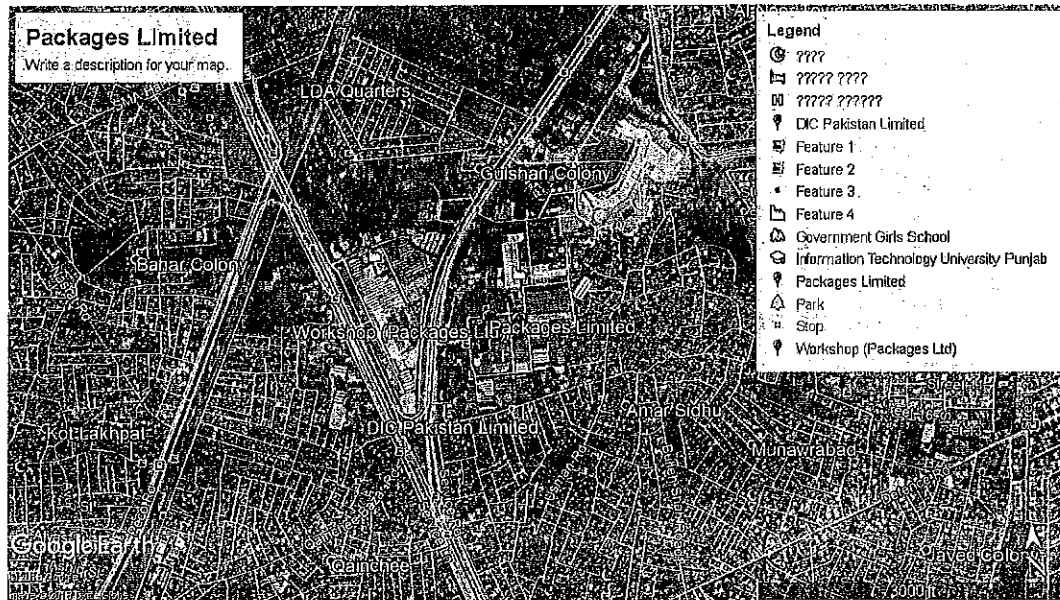 Packages Limited
Write a description for your map.
Legend
????
????? ????
????? ??????
DIC Pakistan Limited
Feature 1
Feature 2
Feature 3
Feature 4
Government Girls School
Information Technology University Punjab
Packages Limited
Park
Stop
Workshop (Packages Ltd)
LDA Quarters
Gulshan Colony
Bahar Colony
Workshop (Packages
Packages Limited
DIC Pakistan Limited
Amar Sidhu
Kot Lakhpat
Munawrabad
Google Earth
Qainchee
Javed Colony
3000 ft